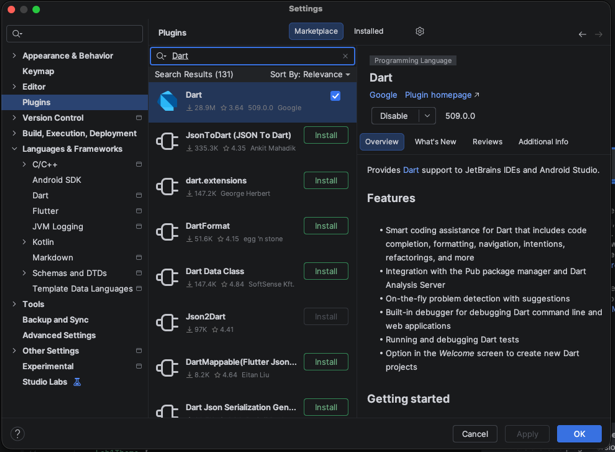 Settings
Plugins
Marketplace
Installed
Appearance & Behavior
Keymap
Editor
Plugins
Version Control
Build, Execution, Deployment
Languages & Frameworks
C/C++
Android SDK
Dart
Flutter
JVM Logging
Kotlin
Markdown
Schemas and DTDs
Template Data Languages
Tools
Backup and Sync
Advanced Settings
Other Settings
Experimental
Studio Labs
?
Dart
Search Results (131) Sort By: Relevance
Dart
28.9M 3.64 509.0.0 Google
JsonToDart (JSON To Dart) Install
335.3K 4.35 Ankit Mahadik
dart.extensions Install
147.2K George Herbert
DartFormat Install
51.6K 4.15 egg 'n stone
Dart Data Class Install
147.4K 4.84 SoftSense Kft.
Json2Dart Install
97K 4.41
DartMappable(Flutter Json... Install
8.2K 4.64 Eitan Liu
Dart Json Serialization Gen... Install
Programming Language
Dart
Google Plugin homepage
Disable 509.0.0
Overview What's New Reviews Additional Info
Provides Dart support to JetBrains IDEs and Android Studio.
Features
• Smart coding assistance for Dart that includes code
completion, formatting, navigation, intentions,
refactorings, and more
• Integration with the Pub package manager and Dart
Analysis Server
• On-the-fly problem detection with suggestions
• Built-in debugger for debugging Dart command line and
web applications
• Running and debugging Dart tests
• Option in the Welcome screen to create new Dart
projects
Getting started
Cancel Apply OK